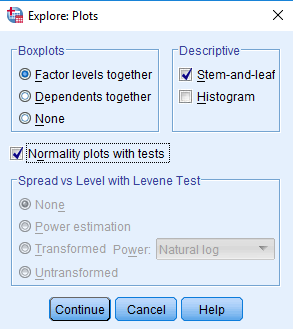 Explore: Plots
Boxplots
Factor levels together
Dependents together
None
Descriptive
Stem-and-leaf
Histogram
Normality plots with tests
Spread vs Level with Levene Test
None
Power estimation
Transformed Power: Natural log
Untransformed
Continue Cancel Help